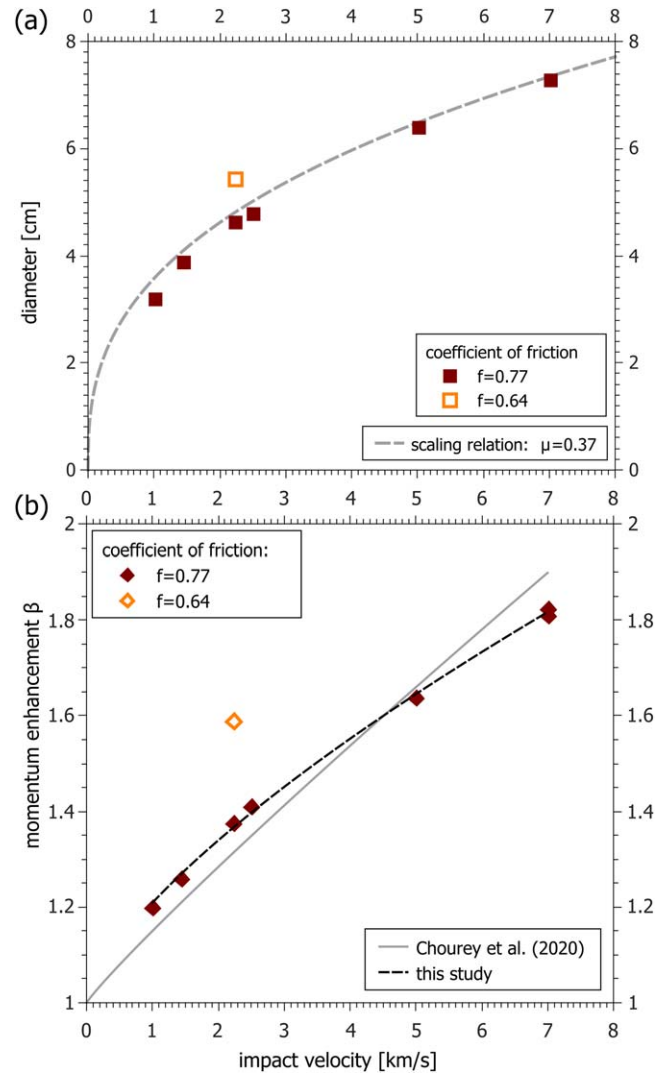 (a)
0 1 2 3 4 5 6 7 8
8
6
4
2
0
diameter [cm]
coefficient of friction
f=0.77
f=0.64
scaling relation: μ=0.37
0 1 2 3 4 5 6 7 8
(b)
2 2
1.8 1.8
1.6 1.6
1.4 1.4
1.2 1.2
1 1
momentum enhancement β
coefficient of friction:
f=0.77
f=0.64
Chourey et al. (2020)
this study
0 1 2 3 4 5 6 7 8
impact velocity [km/s]